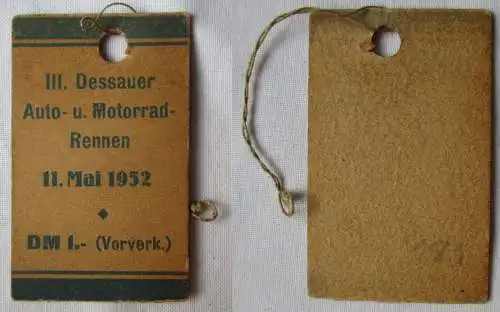 III. Dessauer
Auto- u. Motorrad-
Rennen
11. Mai 1952
DM 1.- (Vorverk.)